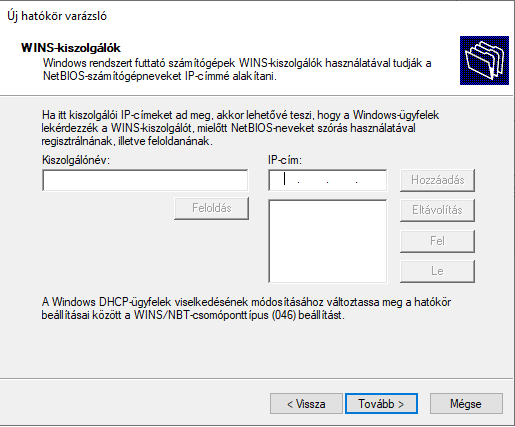 Új hatókör varázsló
WINS-kiszolgálók
Windows rendszert futtató számítógépek WINS-kiszolgálók használatával tudják a
NetBIOS-számítógépneveket IP-címmé alakítani.
Ha itt kiszolgálói IP-címeket ad meg, akkor lehetővé teszi, hogy a Windows-ügyfelek
lekérdezzék a WINS-kiszolgálót, mielőtt NetBIOS-neveket szórás használatával
regisztrálnának, illetve feloldanának.
Kiszolgálónév:
IP-cím:
. . .
Hozzáadás
Feloldás
Eltávolítás
Fel
Le
A Windows DHCP-ügyfelek viselkedésének módosításához változtassa meg a hatókör
beállításai között a WINS/NBT-csomóponttípus (046) beállítást.
< Vissza
Tovább >
Mégse